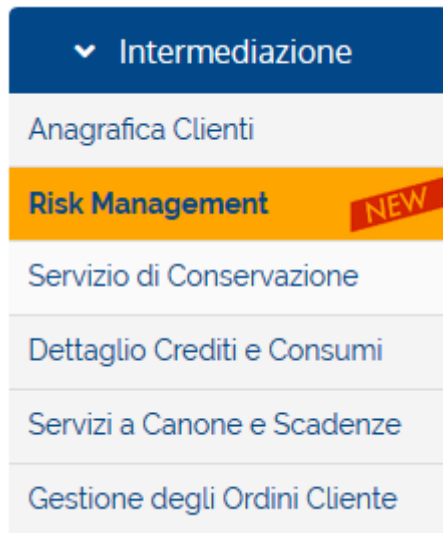 Intermediazione
Anagrafica Clienti
Risk Management NEW
Servizio di Conservazione
Dettaglio Crediti e Consumi
Servizi a Canone e Scadenze
Gestione degli Ordini Cliente